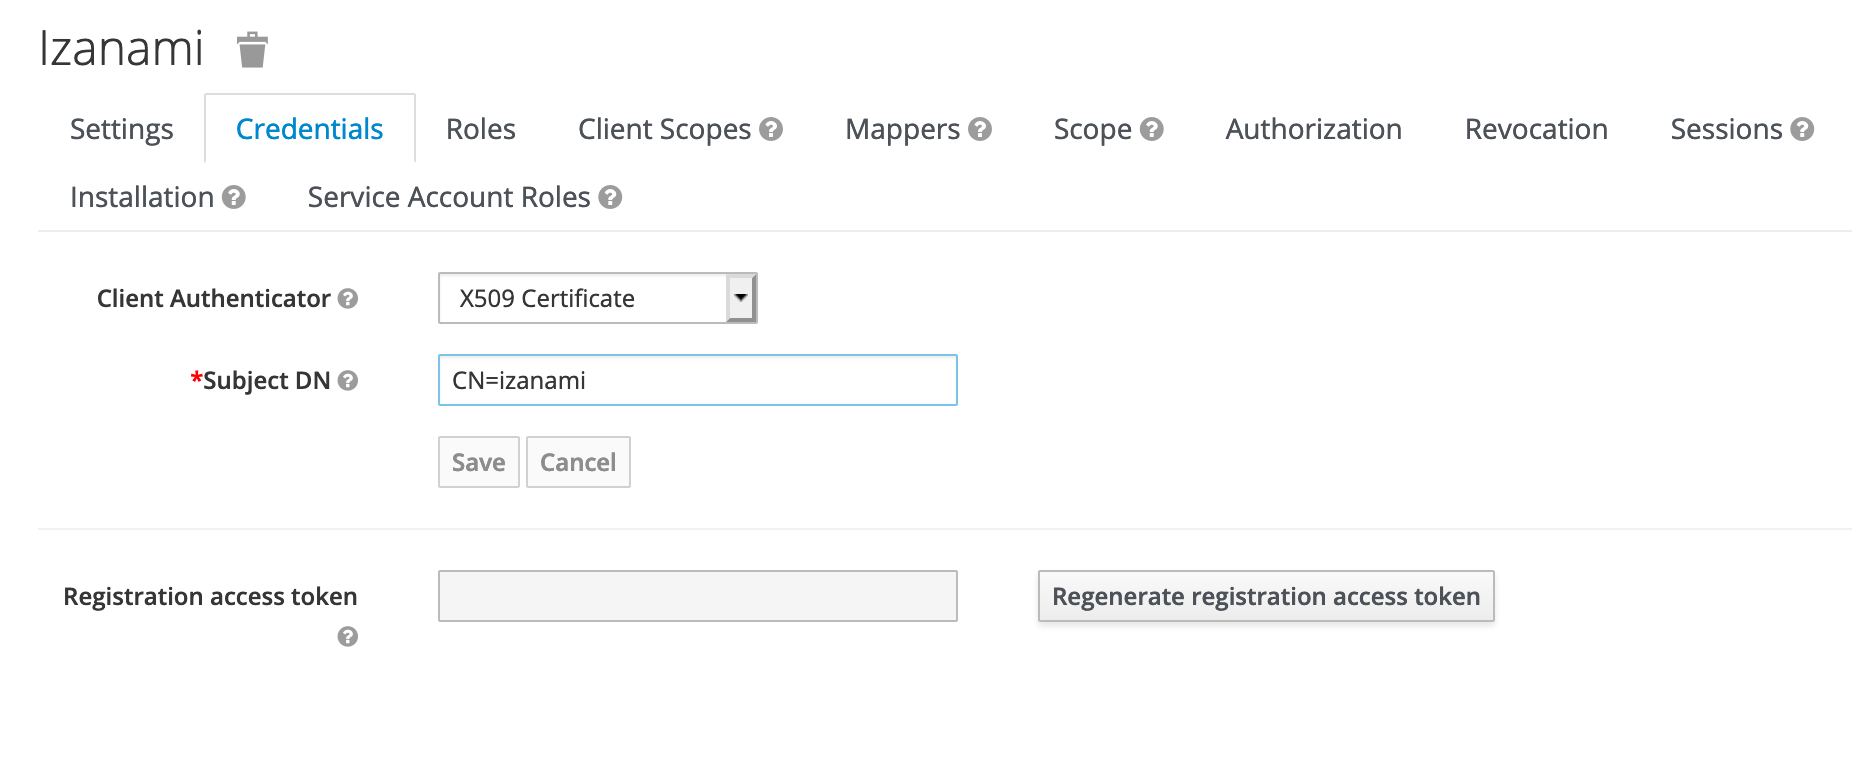 Izanami
Settings Credentials Roles Client Scopes Mappers Scope Authorization Revocation Sessions
Installation Service Account Roles
Client Authenticator X509 Certificate
*Subject DN CN=izanami
Save Cancel
Registration access token Regenerate registration access token